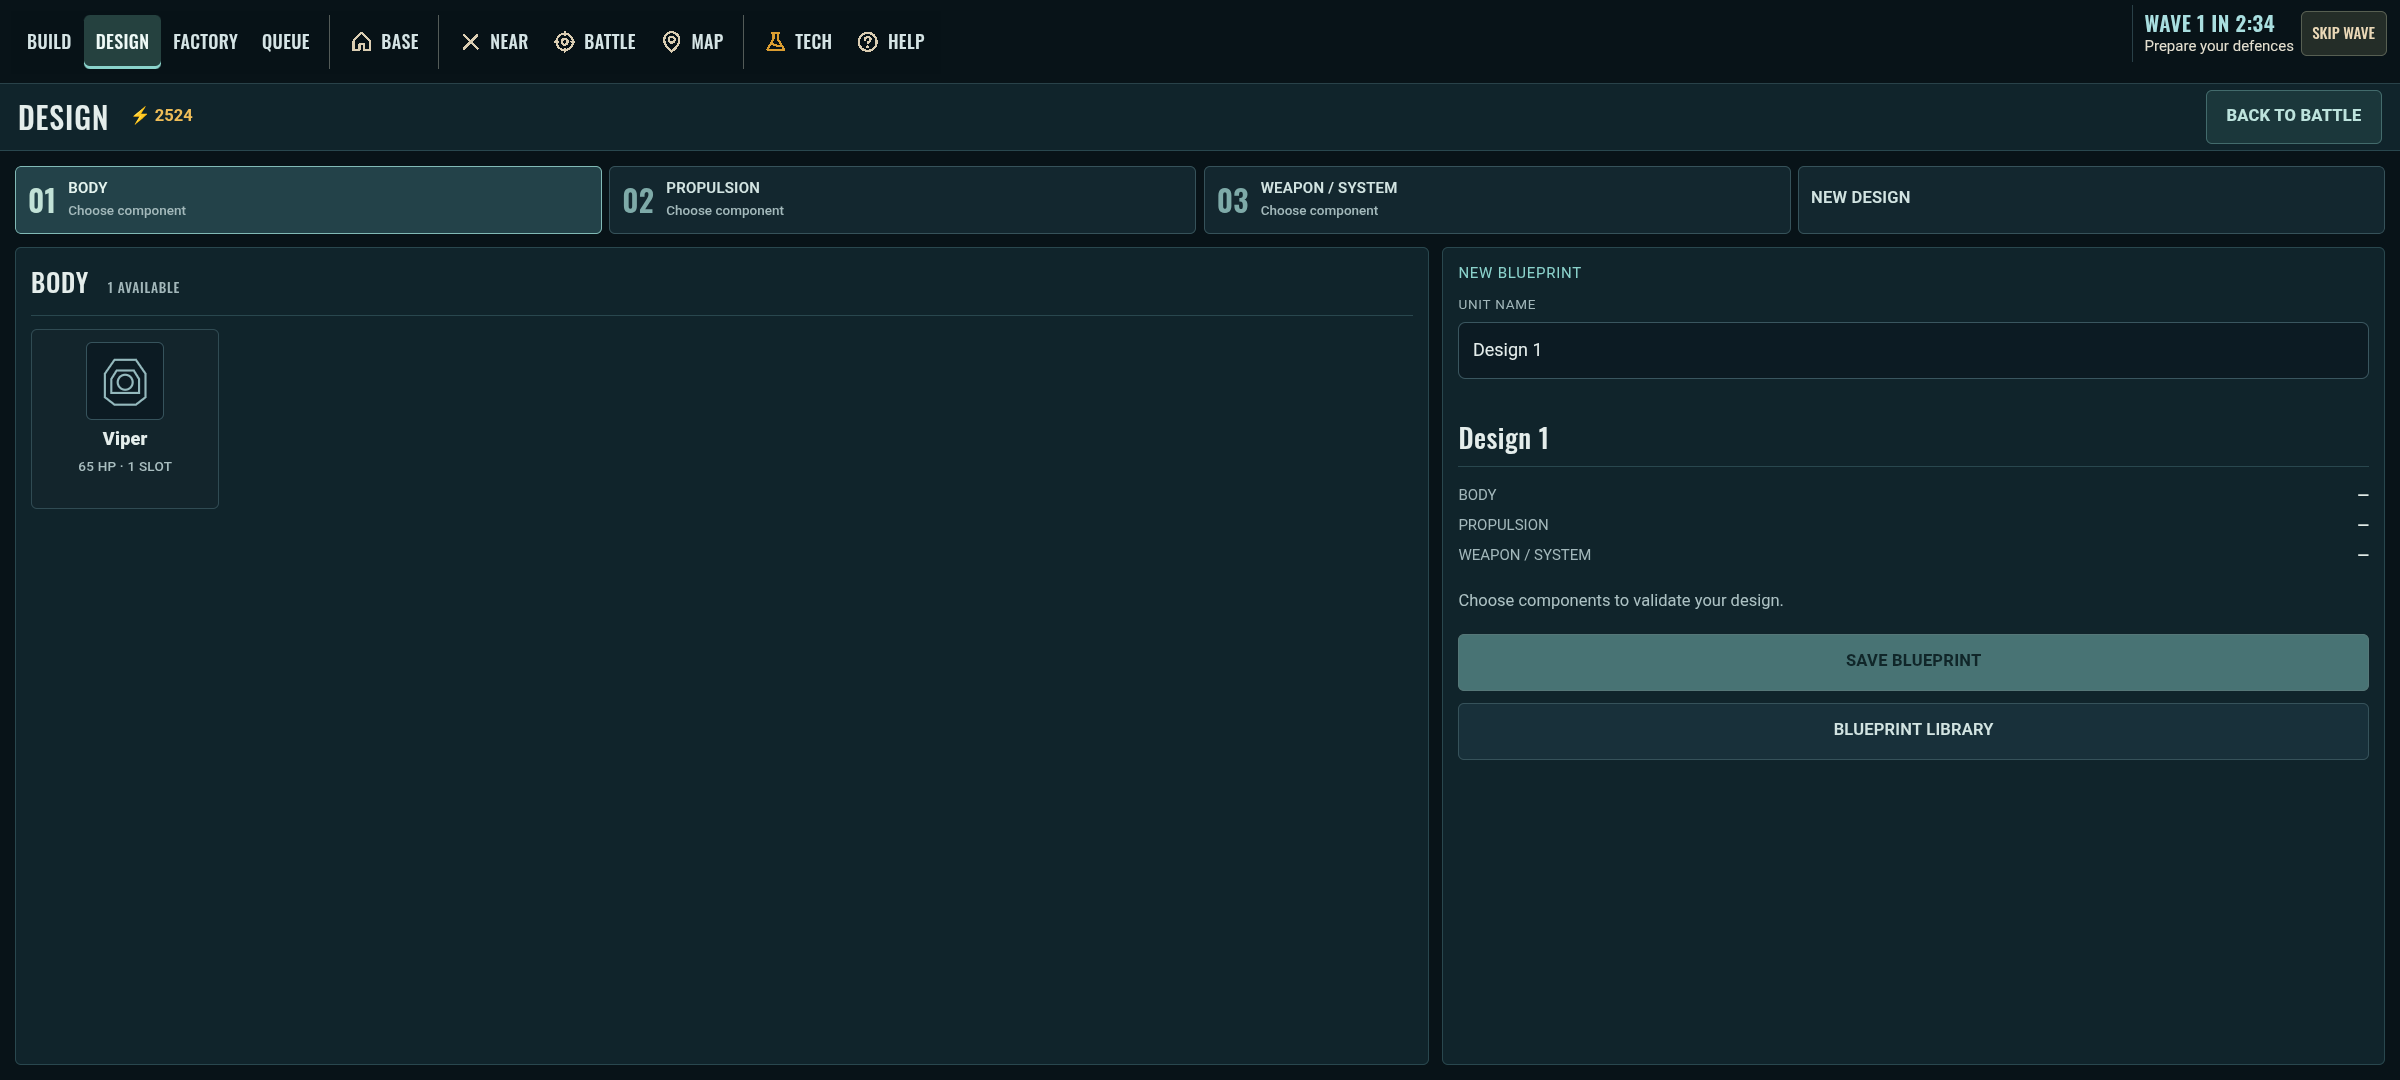 BUILD DESIGN FACTORY QUEUE BASE NEAR BATTLE MAP TECH HELP
WAVE 1 IN 2:34
Prepare your defences
SKIP WAVE
DESIGN ⚡ 2524
BACK TO BATTLE
01 BODY
Choose component
02 PROPULSION
Choose component
03 WEAPON / SYSTEM
Choose component
NEW DESIGN
BODY 1 AVAILABLE
Viper
65 HP · 1 SLOT
NEW BLUEPRINT
UNIT NAME
Design 1
Design 1
BODY –
PROPULSION –
WEAPON / SYSTEM –
Choose components to validate your design.
SAVE BLUEPRINT
BLUEPRINT LIBRARY